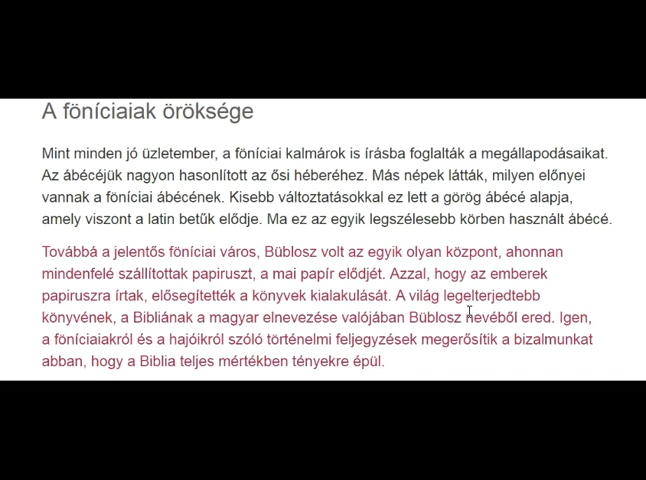 A föníciaiak öröksége
Mint minden jó üzletember, a föníciai kalmárok is írásba foglalták a megállapodásaikat.
Az ábécéjük nagyon hasonlított az ősi héberéhez. Más népek látták, milyen előnyei
vannak a föníciai ábécének. Kisebb változtatásokkal ez lett a görög ábécé alapja,
amely viszont a latin betűk elődje. Ma ez az egyik legszélesebb körben használt ábécé.
Továbbá a jelentős föníciai város, Büblosz volt az egyik olyan központ, ahonnan
mindenfelé szállítottak papiruszt, a mai papír elődjét. Azzal, hogy az emberek
papiruszra írtak, elősegítették a könyvek kialakulását. A világ legelterjedtebb
könyvének, a Bibliának a magyar elnevezése valójában Büblosz nevéből ered. Igen,
a föníciaiakról és a hajóikról szóló történelmi feljegyzések megerősítik a bizalmunkat
abban, hogy a Biblia teljes mértékben tényekre épül.